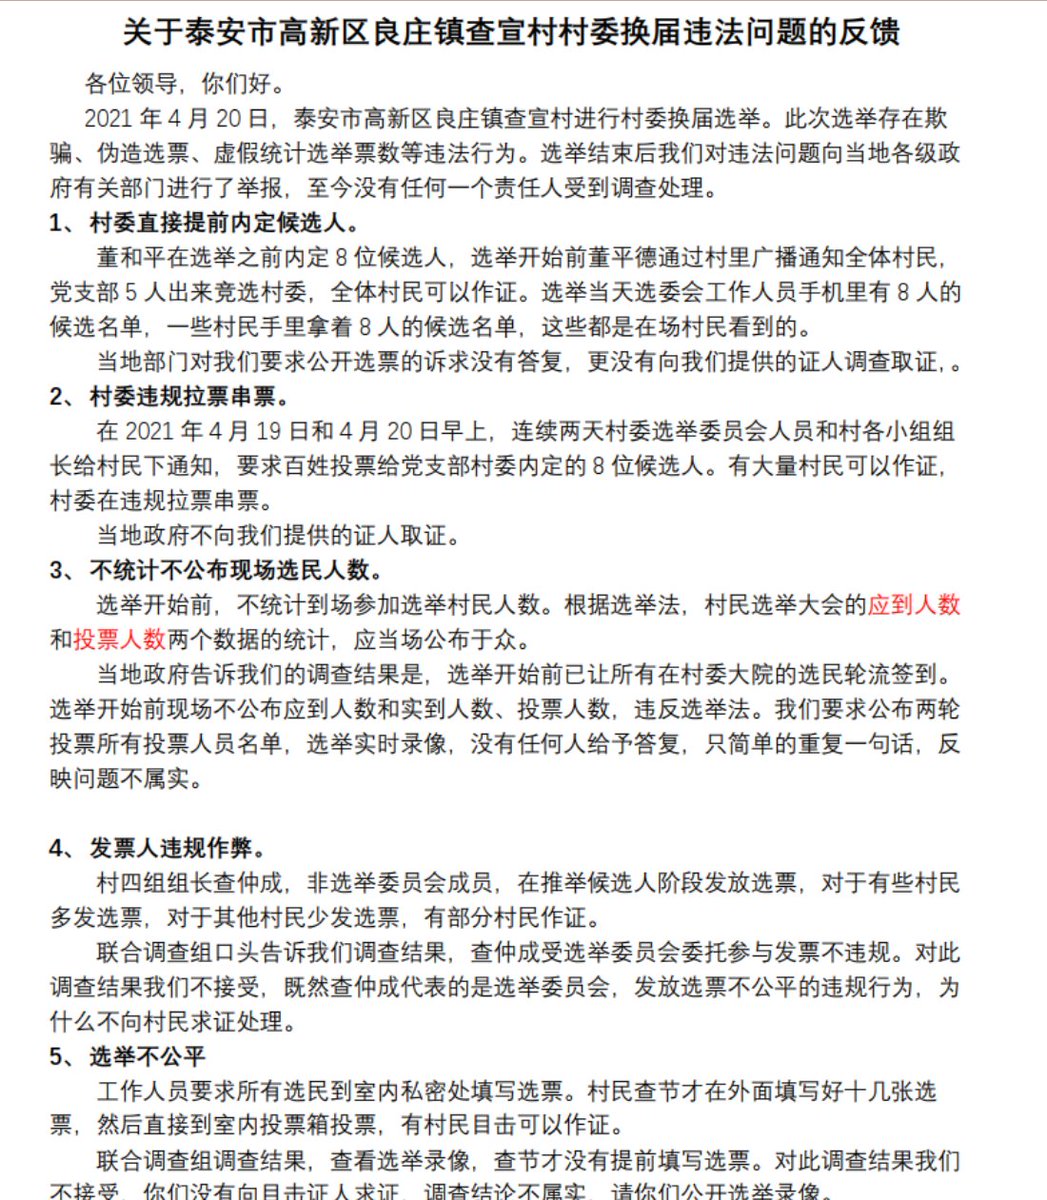 关于泰安市高新区良庄镇查宣村村委换届违法问题的反馈
各位领导，你们好。
2021 年 4 月 20 日，泰安市高新区良庄镇查宣村进行村委换届选举。此次选举存在欺
骗、伪造选票、虚假统计选举票数等违法行为。选举结束后我们对违法问题向当地各级政
府有关部门进行了举报，至今没有任何一个责任人受到调查处理。
1、 村委直接提前内定候选人。
董和平在选举之前内定 8 位候选人，选举开始前董平德通过村里广播通知全体村民，
党支部 5 人出来竞选村委，全体村民可以作证。选举当天选委会工作人员手机里有 8 人的
候选名单，一些村民手里拿着 8 人的候选名单，这些都是在场村民看到的。
当地部门对我们要求公开选票的诉求没有答复，更没有向我们提供的证人调查取证，。
2、 村委违规拉票串票。
在 2021 年 4 月 19 日和 4 月 20 日早上，连续两天村委选举委员会人员和村各小组组
长给村民下通知，要求百姓投票给党支部村委内定的 8 位候选人。有大量村民可以作证，
村委在违规拉票串票。
当地政府不向我们提供的证人取证。
3、 不统计不公布现场选民人数。
选举开始前，不统计到场参加选举村民人数。根据选举法，村民选举大会的应到人数
和投票人数两个数据的统计，应当场公布于众。
当地政府告诉我们的调查结果是，选举开始前已让所有在村委大院的选民轮流签到。
选举开始前现场不公布应到人数和实到人数、投票人数，违反选举法。我们要求公布两轮
投票所有投票人员名单，选举实时录像，没有任何人给予答复，只简单的重复一句话，反
映问题不属实。
4、 发票人违规作弊。
村四组组长查仲成，非选举委员会成员，在推举候选人阶段发放选票，对于有些村民
多发选票，对于其他村民少发选票，有部分村民作证。
联合调查组口头告诉我们调查结果，查仲成受选举委员会委托参与发票不违规。对此
调查结果我们不接受，既然查仲成代表的是选举委员会，发放选票不公平的违规行为，为
什么不向村民求证处理。
5、 选举不公平
工作人员要求所有选民到室内私密处填写选票。村民查节才在外面填写好十几张选
票，然后直接到室内投票箱投票，有村民目击可以作证。
联合调查组调查结果，查看选举录像，查节才没有提前填写选票。对此调查结果我们
不接受，你们没有向目击证人求证，调查结论不属实，请你们公开选举录像。